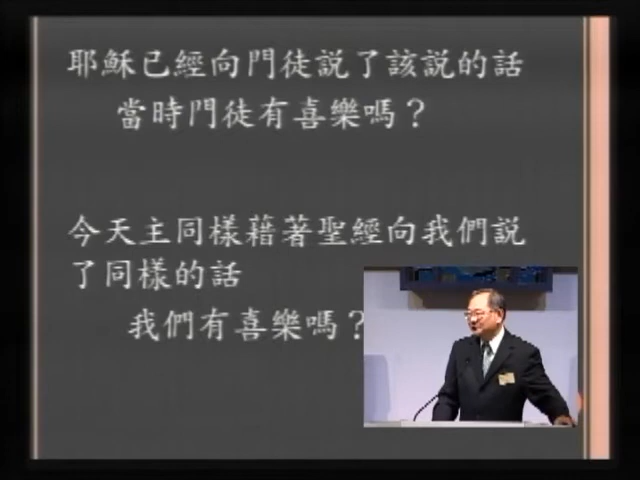 耶穌已經向門徒說了該說的話
當時門徒有喜樂嗎？
今天主同樣藉著聖經向我們說
了同樣的話
我們有喜樂嗎？